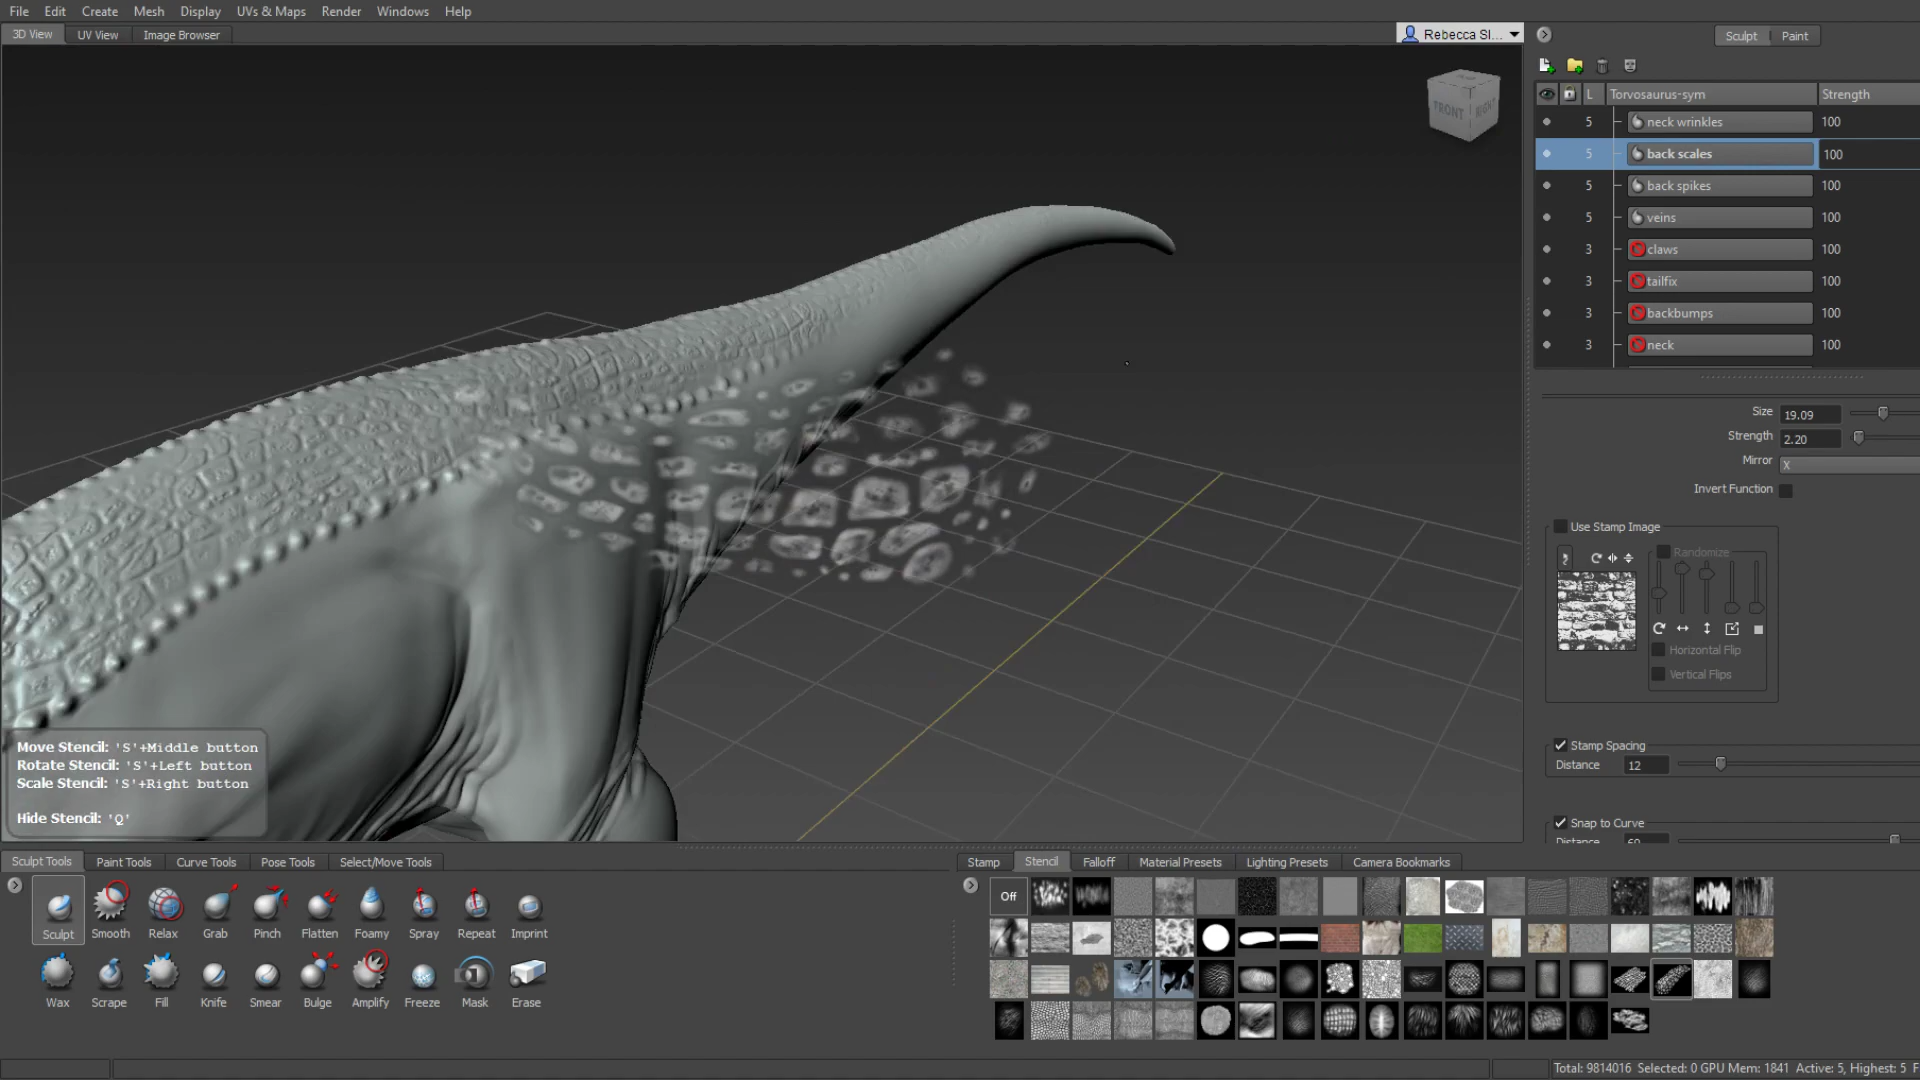 File Edit Create Mesh Display UVs & Maps Render Curves Windows Help
3D View UV View Image Browser
Rebecca Sl...
Sculpt Paint
L Torvosaurus-sym Strength
5 neck wrinkles 100
5 back scales 100
5 back spikes 100
5 veins 100
3 claws 100
3 tailfix 100
3 backbumps 100
3 neck 100
FRONT RIGHT
Size 19.09
Strength 2.20
Mirror X
Invert Function
Use Stamp Image
Randomize
Horizontal Flip
Vertical Flips
Stamp Spacing
Distance 12
Snap to Curve
Distance 60
Move Stencil: 'S'+Middle button
Rotate Stencil: 'S'+Left button
Scale Stencil: 'S'+Right button
Hide Stencil: 'Q'
Sculpt Tools Paint Tools Curve Tools Pose Tools Select/Move Tools
Sculpt Smooth Relax Grab Pinch Flatten Foamy Spray Repeat Imprint
Wax Scrape Fill Knife Smear Bulge Amplify Freeze Mask Erase
Stamp Stencil Falloff Material Presets Lighting Presets Camera Bookmarks
Off
Total: 9814016 Selected: 0 GPU Mem: 1841 Active: 5, Highest: 5 F